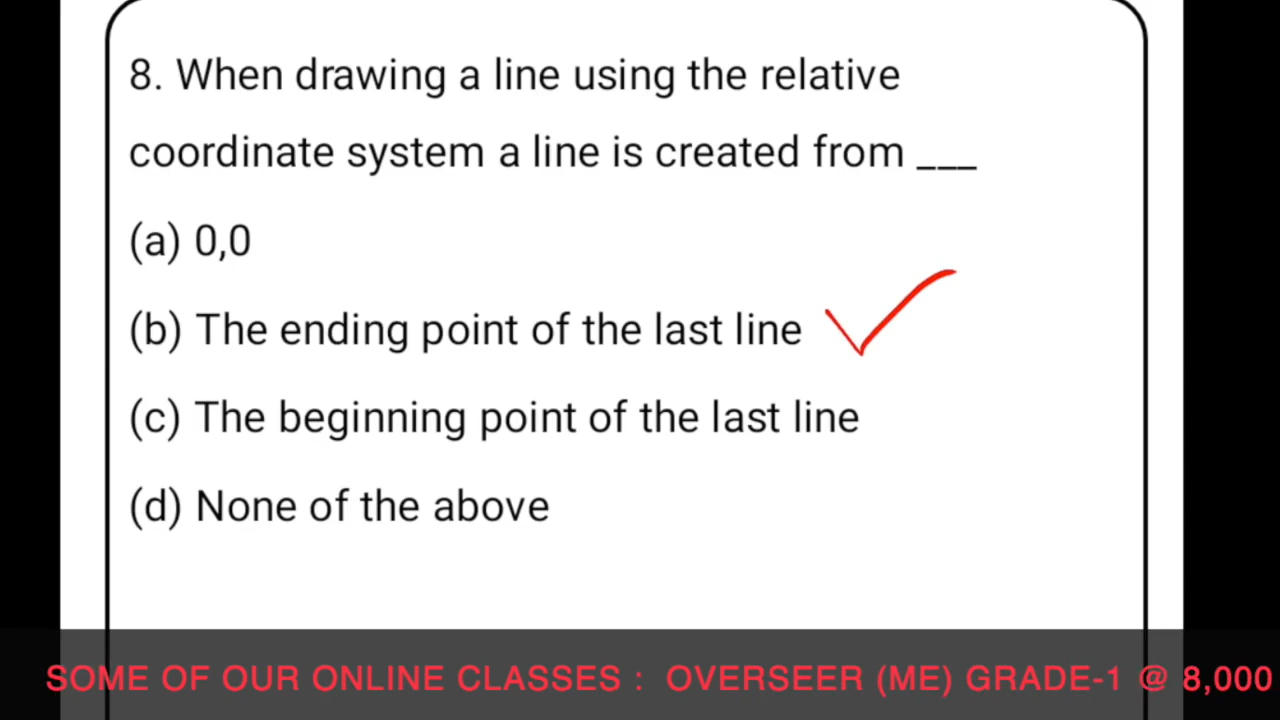 8. When drawing a line using the relative
coordinate system a line is created from ___
(a) 0,0
(b) The ending point of the last line
(c) The beginning point of the last line
(d) None of the above
SOME OF OUR ONLINE CLASSES : OVERSEER (ME) GRADE-1 @ 8,000